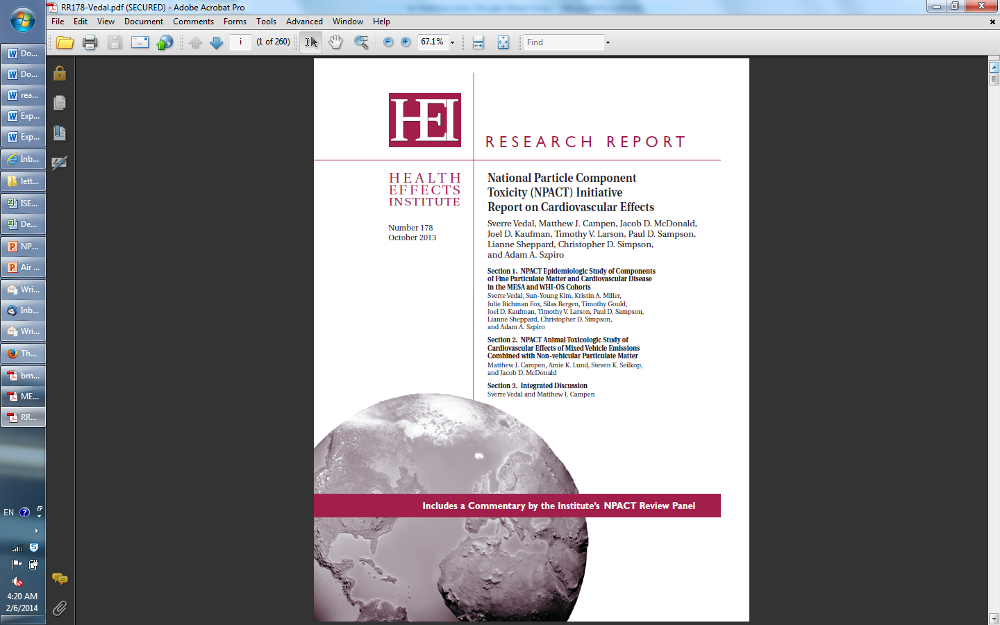 RR178-Vedal.pdf (SECURED) - Adobe Acrobat Pro
File Edit View Document Comments Forms Tools Advanced Window Help
i (1 of 260) 67.1% Find
Do...
Do...
rea...
Exp...
Exp...
Inb...
lett...
ISE...
De...
NP...
Air ...
Wri...
Inb...
Wri...
Th...
bm...
ME...
RR...
EN
4:20 AM
2/6/2014
HEI
RESEARCH REPORT
HEALTH
EFFECTS
INSTITUTE
Number 178
October 2013
National Particle Component
Toxicity (NPACT) Initiative
Report on Cardiovascular Effects
Sverre Vedal, Matthew J. Campen, Jacob D. McDonald,
Joel D. Kaufman, Timothy V. Larson, Paul D. Sampson,
Lianne Sheppard, Christopher D. Simpson,
and Adam A. Szpiro
Section 1. NPACT Epidemiologic Study of Components
of Fine Particulate Matter and Cardiovascular Disease
in the MESA and WHI-OS Cohorts
Sverre Vedal, Sun-Young Kim, Kristin A. Miller,
Julie Richman Fox, Silas Bergen, Timothy Gould,
Joel D. Kaufman, Timothy V. Larson, Paul D. Sampson,
Lianne Sheppard, Christopher D. Simpson,
and Adam A. Szpiro
Section 2. NPACT Animal Toxicologic Study of
Cardiovascular Effects of Mixed Vehicle Emissions
Combined with Non-vehicular Particulate Matter
Matthew J. Campen, Amie K. Lund, Steven K. Seilkop,
and Jacob D. McDonald
Section 3. Integrated Discussion
Sverre Vedal and Matthew J. Campen
Includes a Commentary by the Institute's NPACT Review Panel